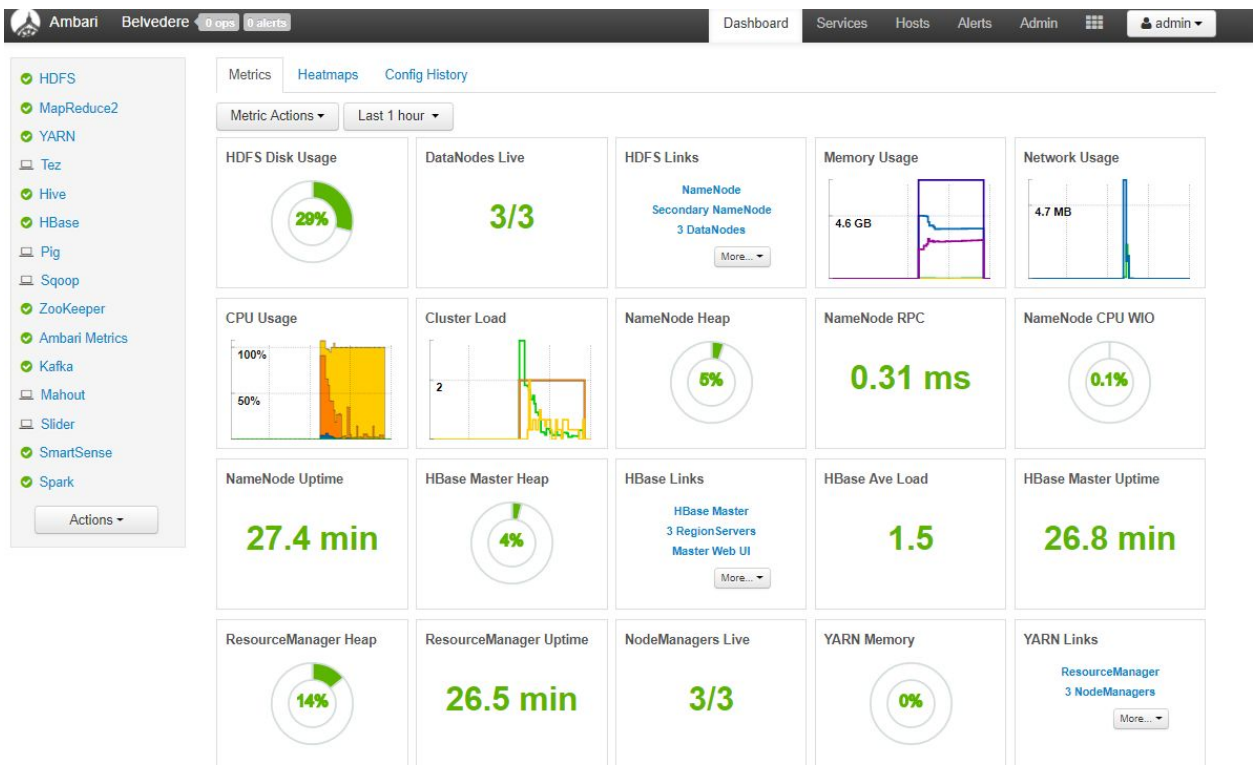 Ambari Belvedere 0 ops 0 alerts Dashboard Services Hosts Alerts Admin admin
HDFS
MapReduce2
YARN
Tez
Hive
HBase
Pig
Sqoop
ZooKeeper
Ambari Metrics
Kafka
Mahout
Slider
SmartSense
Spark
Actions
Metrics Heatmaps Config History
Metric Actions Last 1 hour
HDFS Disk Usage
29%
DataNodes Live
3/3
HDFS Links
NameNode
Secondary NameNode
3 DataNodes
More...
Memory Usage
4.6 GB
Network Usage
4.7 MB
CPU Usage
100%
50%
Cluster Load
2
NameNode Heap
5%
NameNode RPC
0.31 ms
NameNode CPU WIO
0.1%
NameNode Uptime
27.4 min
HBase Master Heap
4%
HBase Links
HBase Master
3 RegionServers
Master Web UI
More...
HBase Ave Load
1.5
HBase Master Uptime
26.8 min
ResourceManager Heap
14%
ResourceManager Uptime
26.5 min
NodeManagers Live
3/3
YARN Memory
0%
YARN Links
ResourceManager
3 NodeManagers
More...